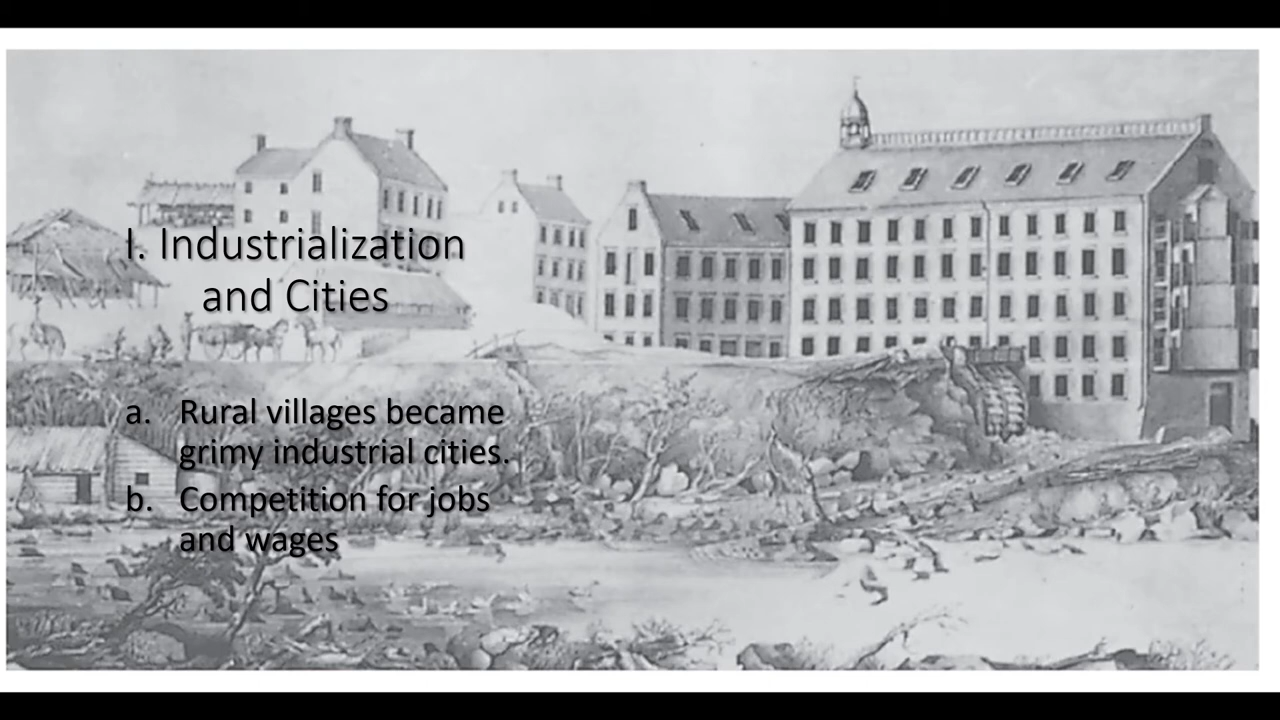 I. Industrialization
and Cities
a. Rural villages became
grimy industrial cities.
b. Competition for jobs
and wages